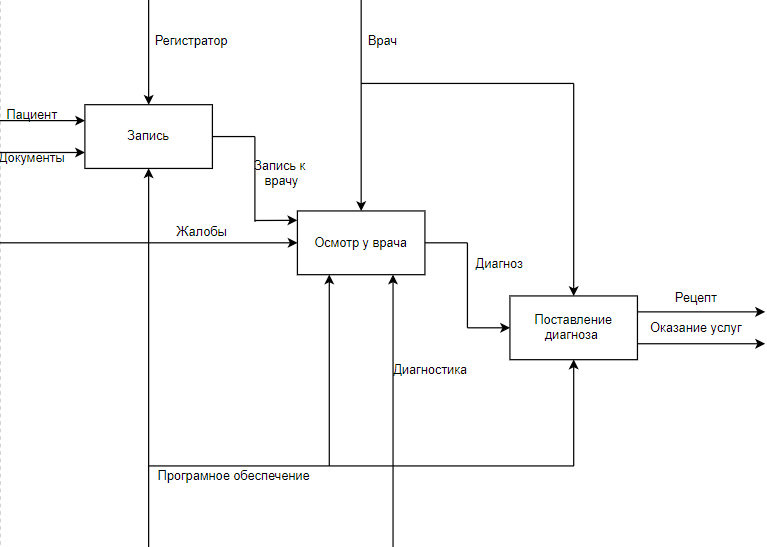 Регистратор
Врач
Пациент
Запись
Документы
Запись к
врачу
Жалобы
Осмотр у врача
Диагноз
Рецепт
Поставление
диагноза
Оказание услуг
Диагностика
Програмное обеспечение